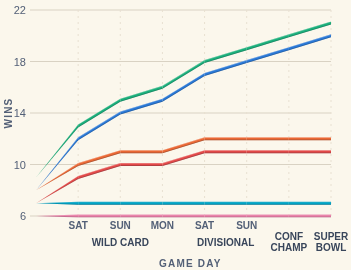 22
18
14
10
6
WINS
SAT SUN MON SAT SUN
WILD CARD DIVISIONAL CONF CHAMP SUPER BOWL
GAME DAY